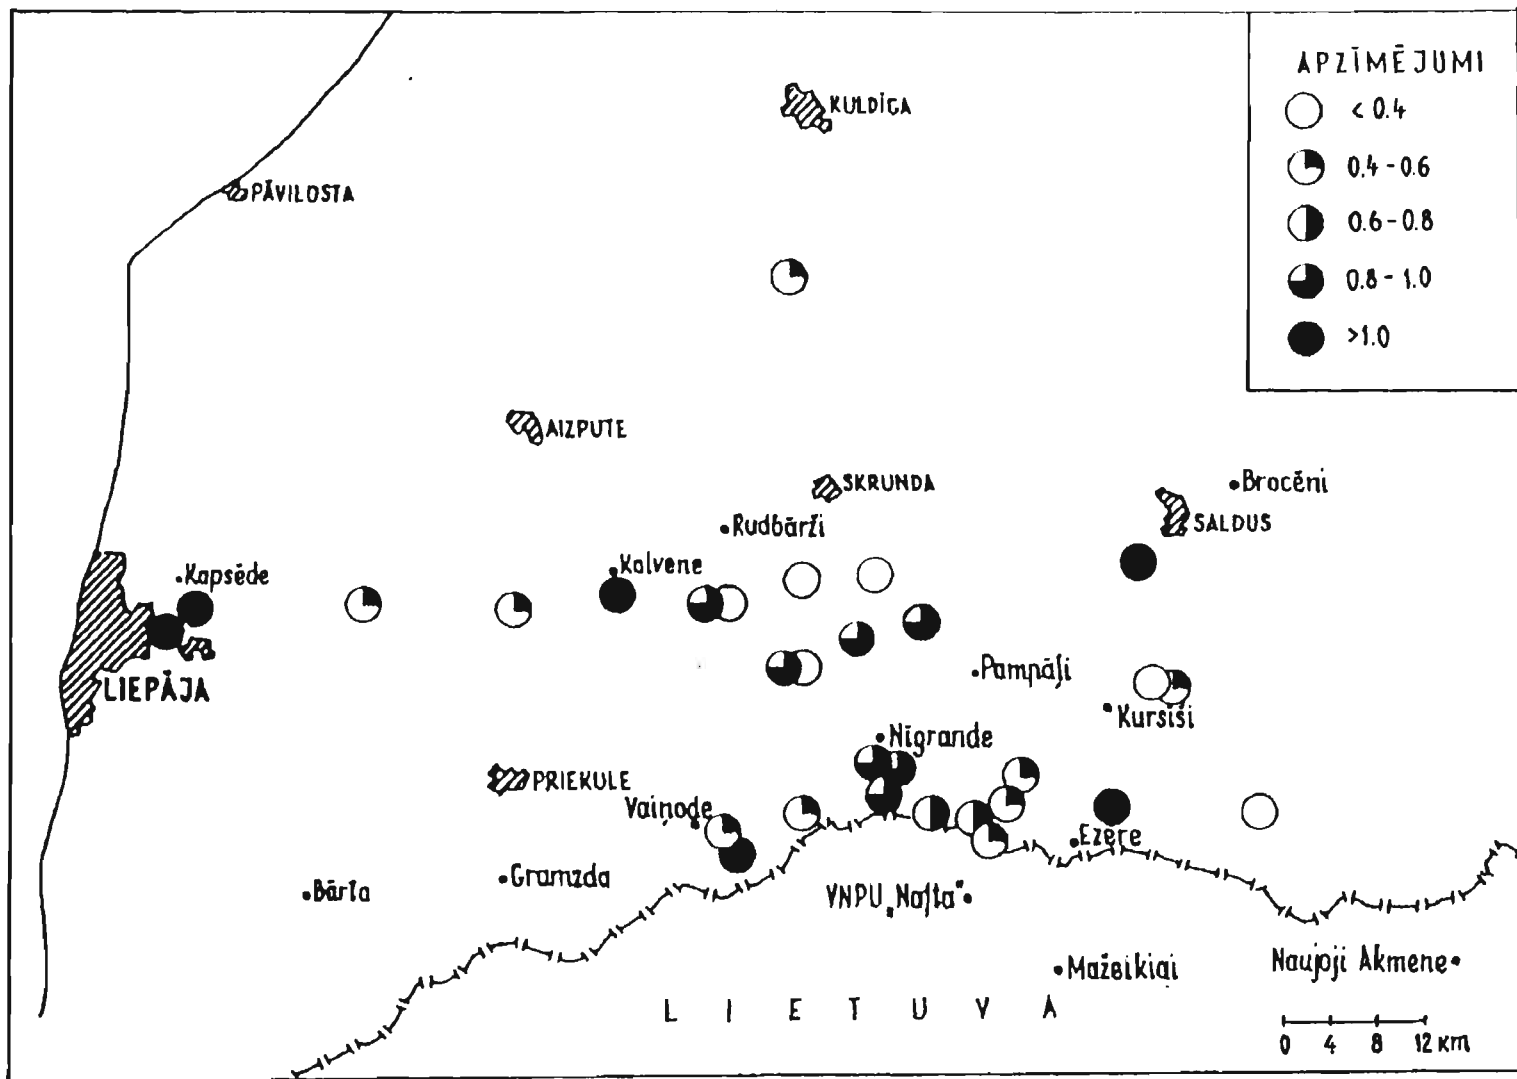 APZĪMĒJUMI
< 0.4
0.4 - 0.6
0.6 - 0.8
0.8 - 1.0
>1.0
KULDĪGA
PĀVILOSTA
AIZPUTE
SKRUNDA
Brocēni
SALDUS
Rudbārži
Kalvene
Kapsēde
LIEPĀJA
Pampāļi
Kursīši
Nīgrande
PRIEKULE
Vaiņode
Ezere
Gramzda
Bārta
VNPU „Nafta"
Mažeikiai
Naujoji Akmene
LIETUVA
0 4 8 12 км